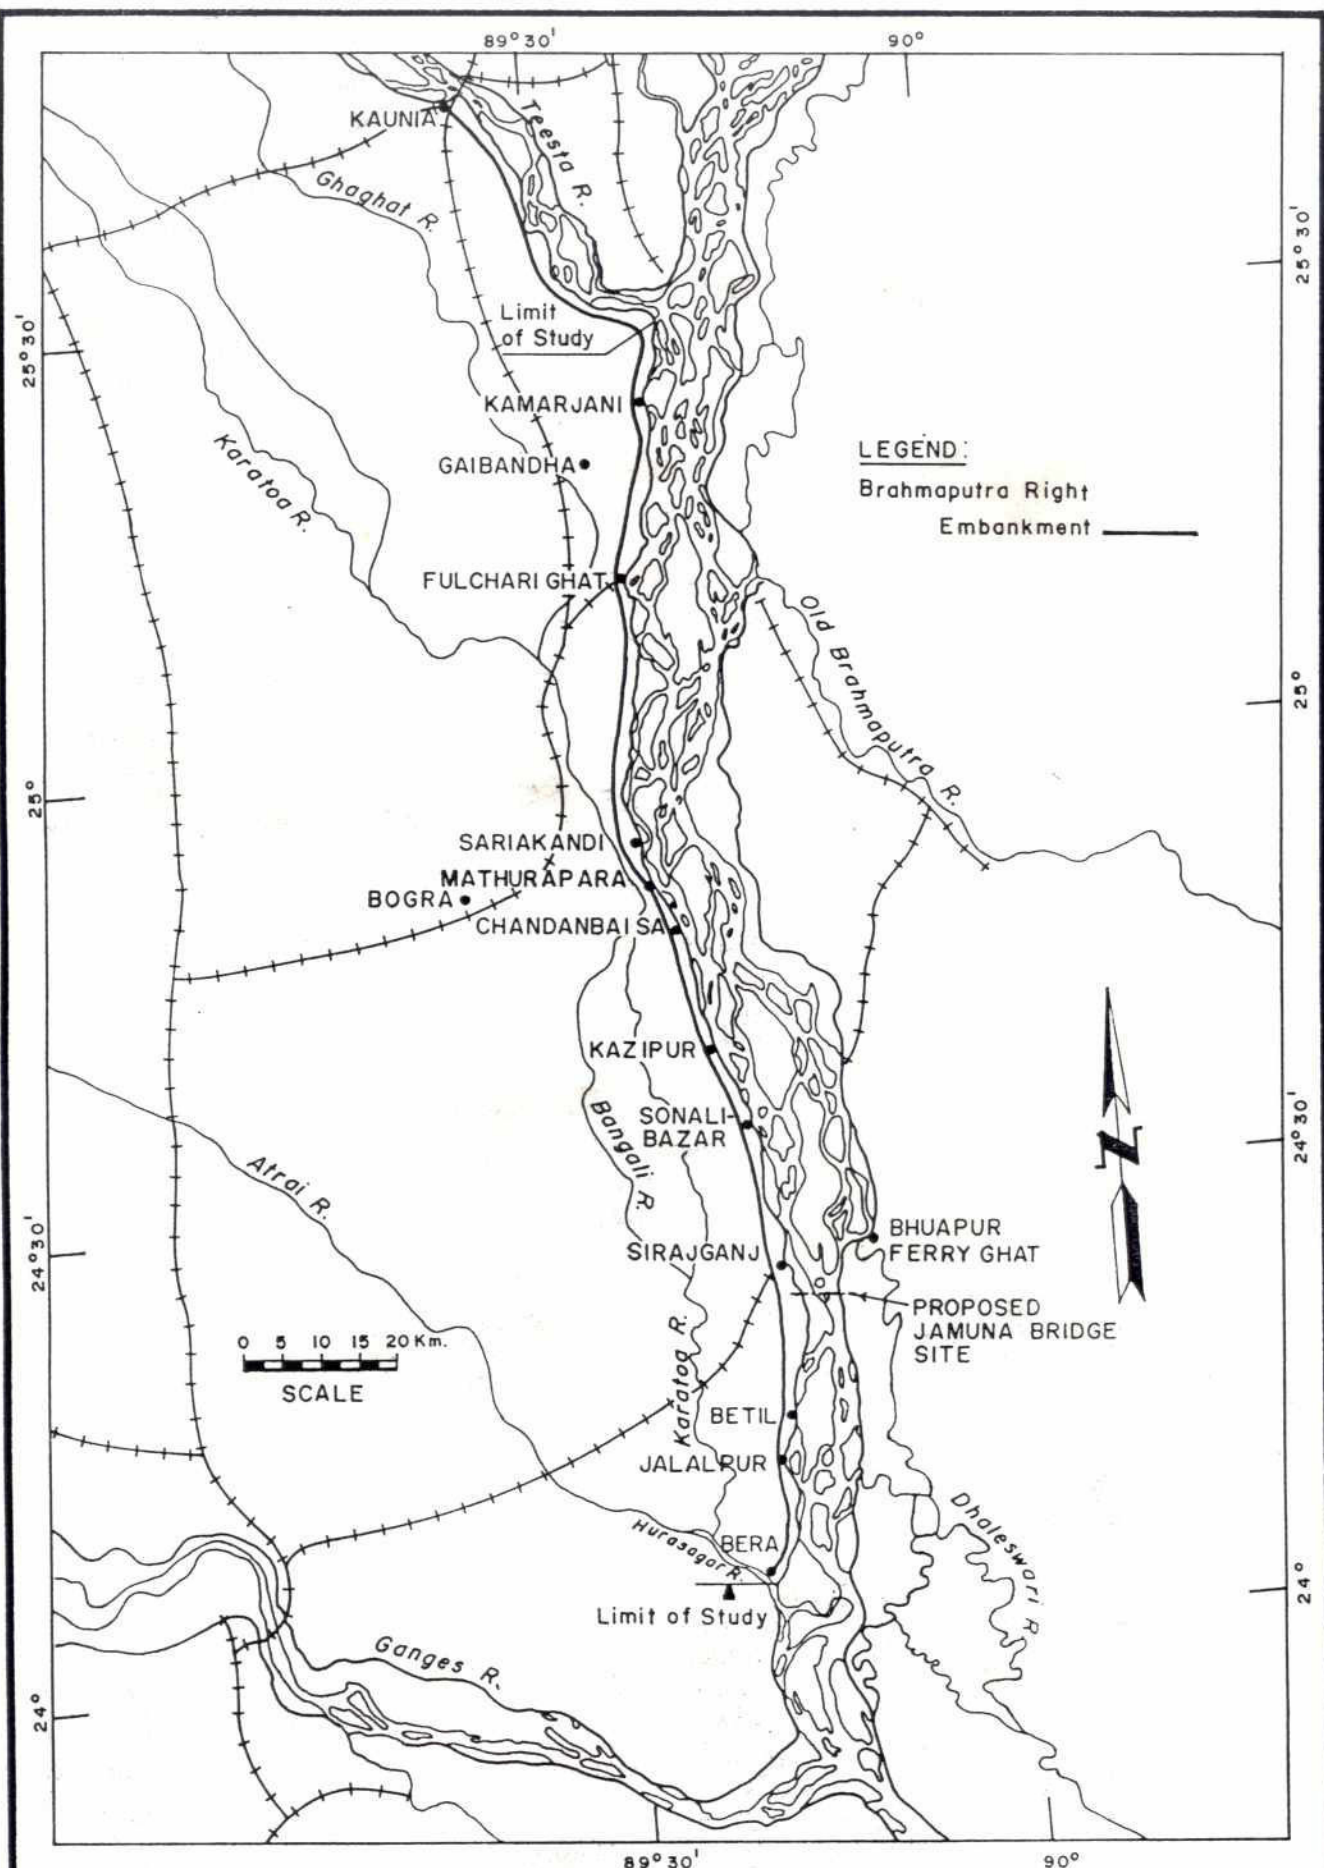 89°30'
90°
KAUNIA
Teesta R.
Ghaghat R.
25°30'
Limit
of Study
25°30'
KAMARJANI
LEGEND:
GAIBANDHA
Karatoa R.
Brahmaputra Right
Embankment
FULCHARI GHAT
Old Brahmaputra R.
25°
25°
SARIAKANDI
MATHURAPARA
BOGRA
CHANDANBAISA
KAZIPUR
N
SONALI-
BAZAR
Bangali R.
24°30'
Atrai R.
BHUAPUR
FERRY GHAT
24°30'
SIRAJGANJ
PROPOSED
JAMUNA BRIDGE
SITE
0 5 10 15 20 Km.
SCALE
Karatoa R.
BETIL
JALALPUR
Dhaleswari R.
Hurasagar R.
BERA
24°
Limit of Study
Ganges R.
24°
89°30'
90°